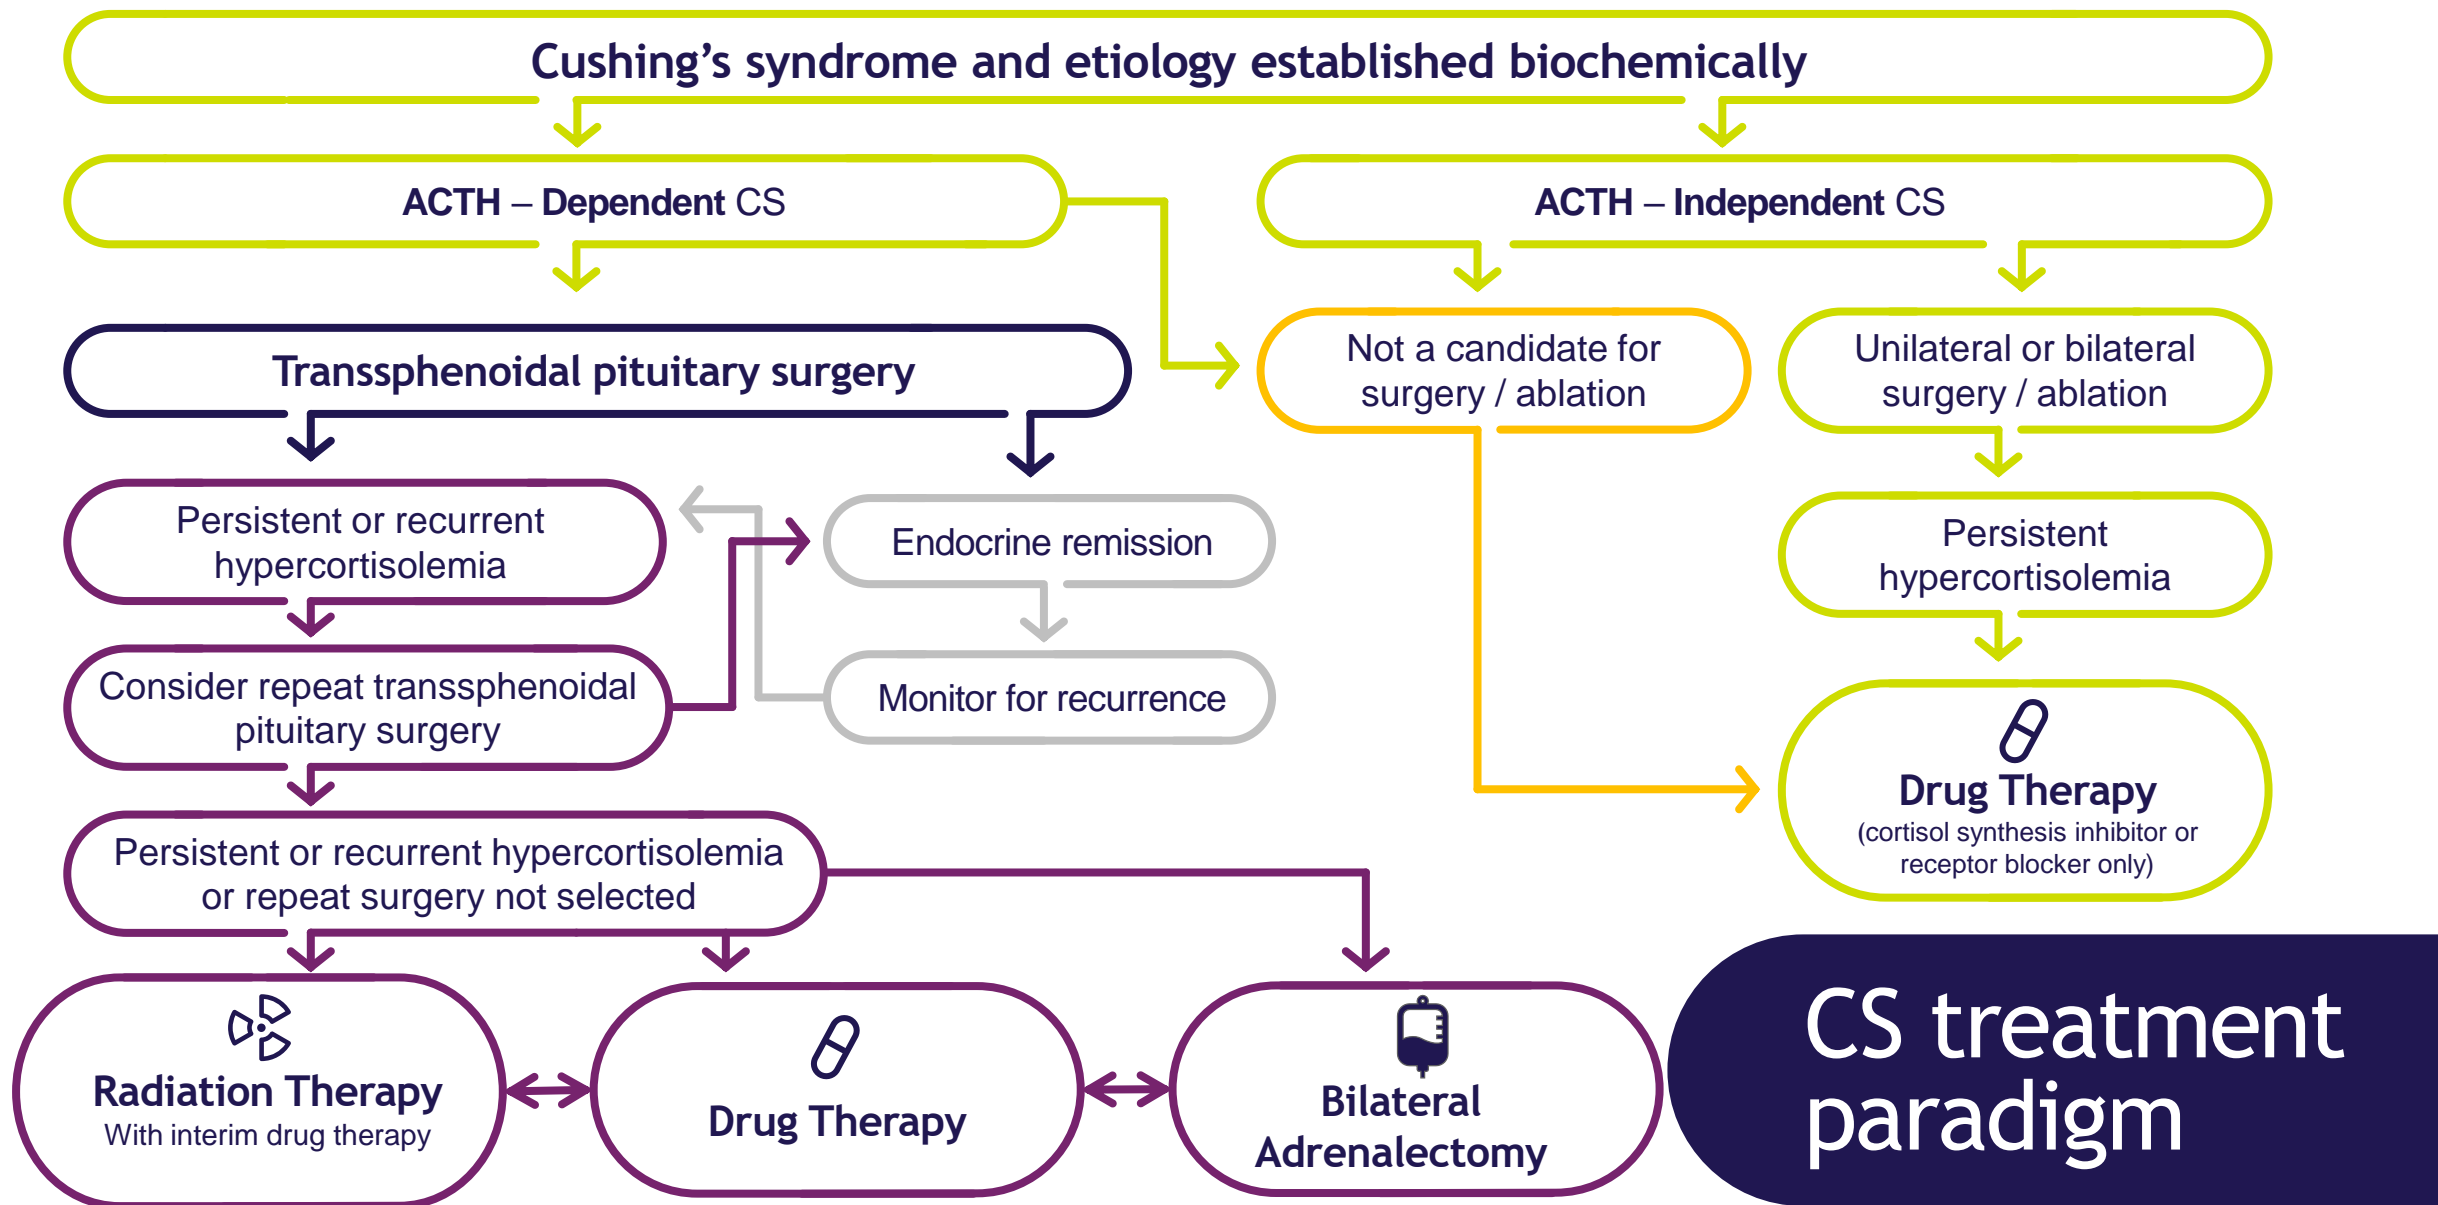 Cushing’s syndrome and etiology established biochemically
ACTH – Dependent CS
ACTH – Independent CS
Transsphenoidal pituitary surgery
Not a candidate for
surgery / ablation
Unilateral or bilateral
surgery / ablation
Persistent or recurrent
hypercortisolemia
Endocrine remission
Persistent
hypercortisolemia
Consider repeat transsphenoidal
pituitary surgery
Monitor for recurrence
Drug Therapy
(cortisol synthesis inhibitor or
receptor blocker only)
Persistent or recurrent hypercortisolemia
or repeat surgery not selected
Radiation Therapy
With interim drug therapy
Drug Therapy
Bilateral
Adrenalectomy
CS treatment
paradigm